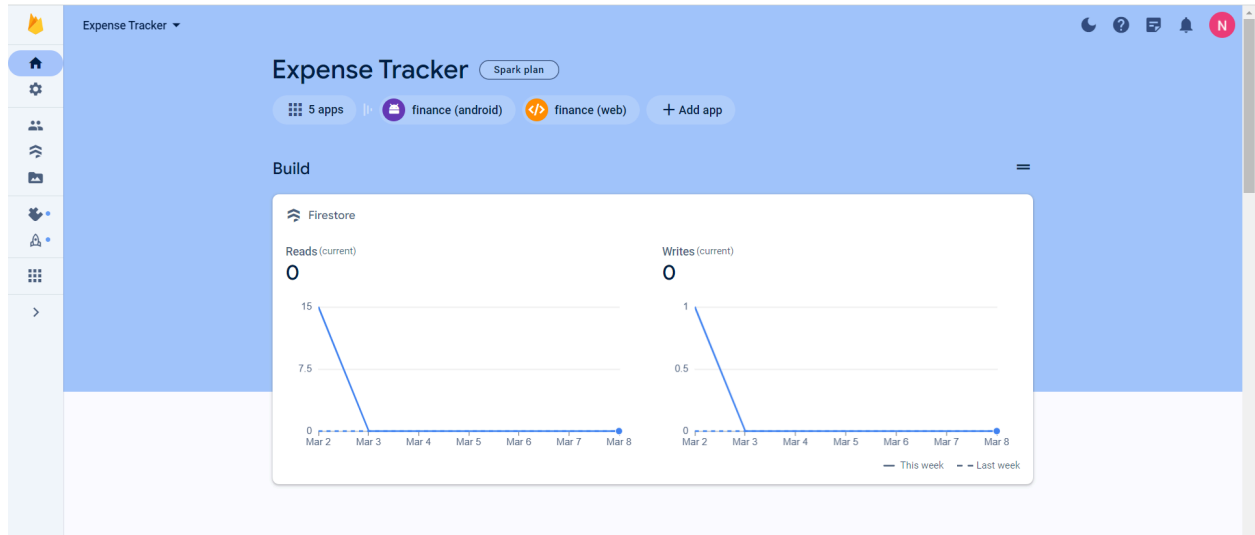 Expense Tracker
N
Expense Tracker Spark plan
5 apps finance (android) </> finance (web) + Add app
Build
Firestore
Reads (current)
0
15
7.5
0
Mar 2 Mar 3 Mar 4 Mar 5 Mar 6 Mar 7 Mar 8
Writes (current)
0
1
0.5
0
Mar 2 Mar 3 Mar 4 Mar 5 Mar 6 Mar 7 Mar 8
This week Last week